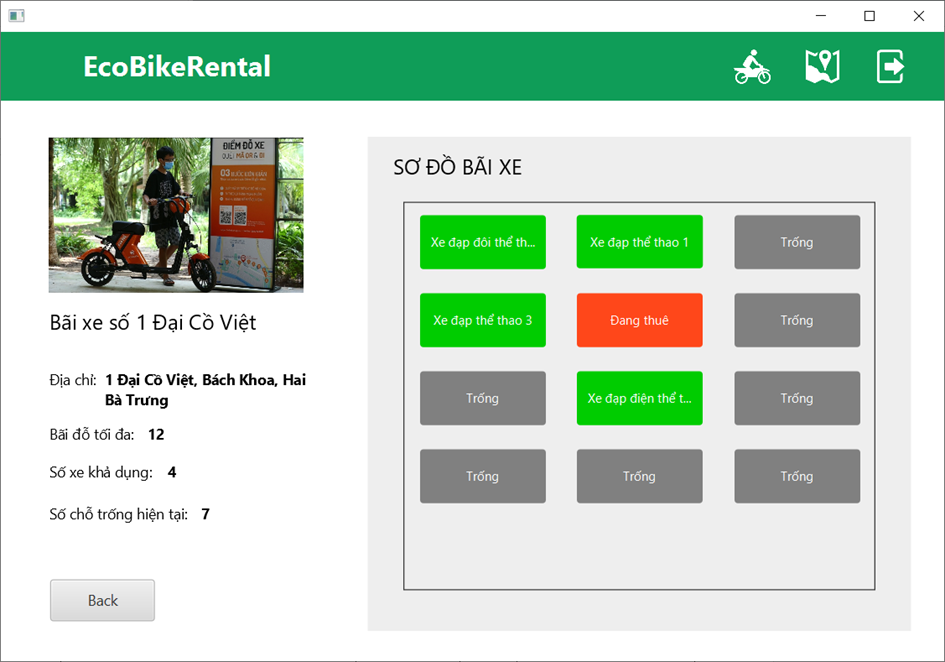 EcoBikeRental
ĐIỂM ĐỖ XE
Bãi xe số 1 Đại Cồ Việt
Địa chỉ: 1 Đại Cồ Việt, Bách Khoa, Hai
Bà Trưng
Bãi đỗ tối đa: 12
Số xe khả dụng: 4
Số chỗ trống hiện tại: 7
Back
SƠ ĐỒ BÃI XE
Xe đạp đôi thể th...
Xe đạp thể thao 1
Trống
Xe đạp thể thao 3
Đang thuê
Trống
Trống
Xe đạp điện thể t...
Trống
Trống
Trống
Trống